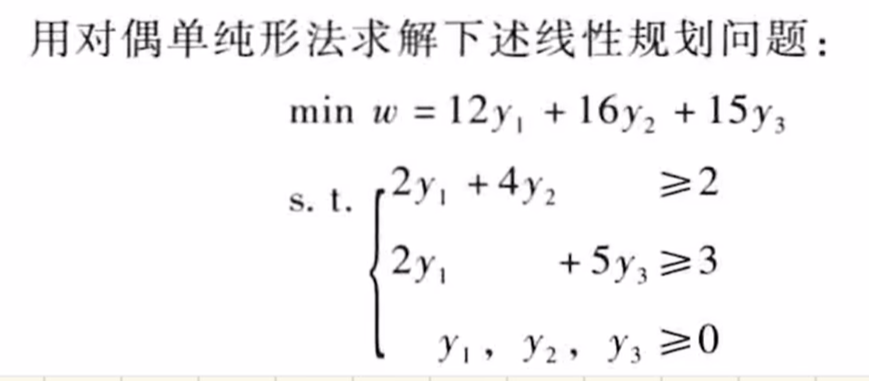 用对偶单纯形法求解下述线性规划问题：
min w = 12y₁ + 16y₂ + 15y₃
s. t. 2y₁ + 4y₂ ⩾2
2y₁ + 5y₃ ⩾3
y₁, y₂, y₃ ⩾0